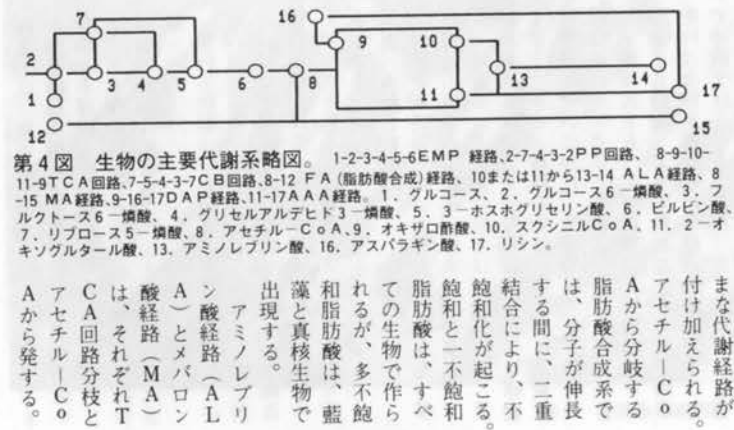 16
7
9
10
2
14
13
3
4
5
6
8
1
11
17
12
15
第4図 生物の主要代謝系略図。 1-2-3-4-5-6EMP 経路、2-7-4-3-2PP回路、 8-9-10-
11-9TCA回路、7-5-4-3-7CB回路、8-12 FA(脂肪酸合成)経路、10または11から13-14 ALA経路、8
-15 MA経路、9-16-17DAP経路、11-17AAA経路。1.グルコース、2.グルコース6一燐酸、3.フ
ルクトース6一燐酸、4.グリセルアルデヒド3一燐酸、5.3一ホスホグリセリン酸、6.ピルビン酸、
7.リブロース5一燐酸、8.アセチル一CoA、9.オキザロ酢酸、10.スクシニルCoA、11.2一オ
キソグルタール酸、13.アミノレブリン酸、16.アスパラギン酸、17.リシン。
まな代謝経路が
付け加えられる。
アセチル一Co
Aから分岐する
脂肪酸合成系で
は、分子が伸長
する間に、二重
結合により、不
飽和化が起こる。
飽和と一不飽和
脂肪酸は、すべ
ての生物で作ら
れるが、多不飽
和脂肪酸は、藍
藻と真核生物で
出現する。
アミノレブリ
ン酸経路(AL
A)とメバロン
酸経路(MA)
は、それぞれT
CA回路分枝と
アセチル一Co
Aから発する。